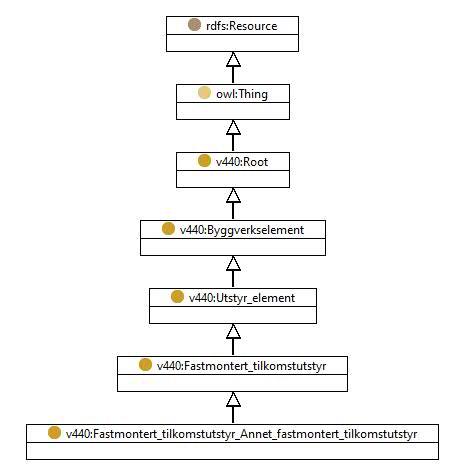 rdfs:Resource
owl:Thing
v440:Root
v440:Byggverkselement
v440:Utstyr_element
v440:Fastmontert_tilkomstutstyr
v440:Fastmontert_tilkomstutstyr_Annet_fastmontert_tilkomstutstyr